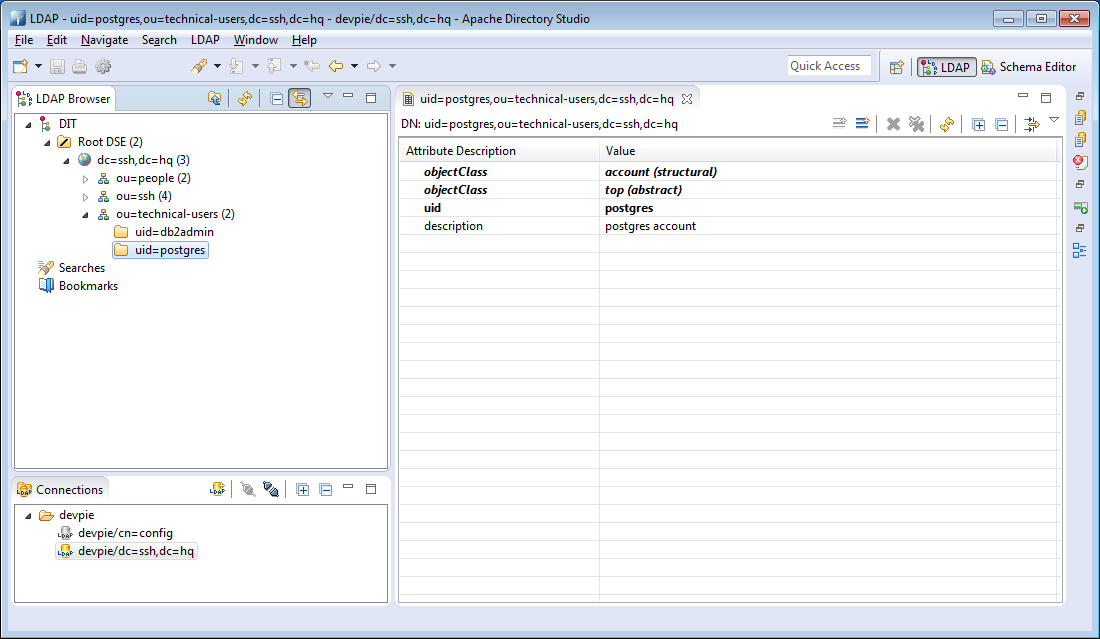 LDAP - uid=postgres,ou=technical-users,dc=ssh,dc=hq - devpie/dc=ssh,dc=hq - Apache Directory Studio
File Edit Navigate Search LDAP Window Help
Quick Access LDAP Schema Editor
LDAP Browser
DIT
Root DSE (2)
dc=ssh,dc=hq (3)
ou=people (2)
ou=ssh (4)
ou=technical-users (2)
uid=db2admin
uid=postgres
Searches
Bookmarks
Connections
devpie
devpie/cn=config
devpie/dc=ssh,dc=hq
uid=postgres,ou=technical-users,dc=ssh,dc=hq
DN: uid=postgres,ou=technical-users,dc=ssh,dc=hq
Attribute Description Value
objectClass account (structural)
objectClass top (abstract)
uid postgres
description postgres account